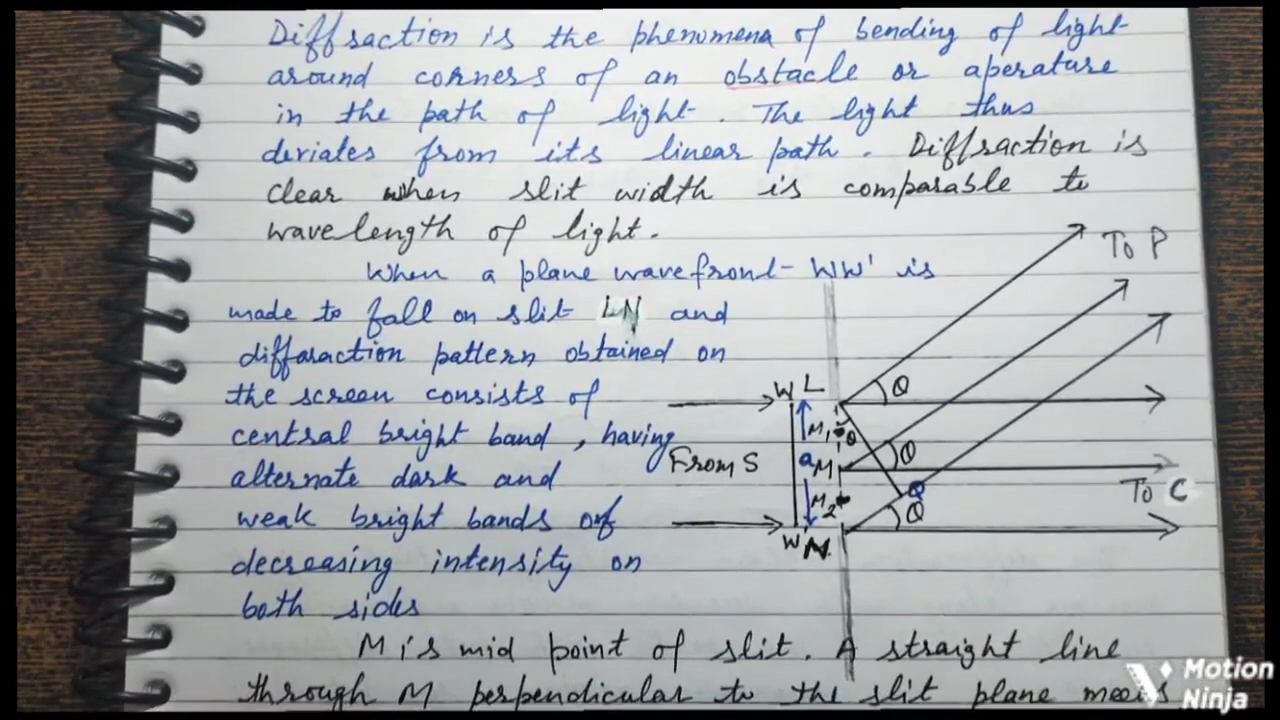 Diffraction is the phenomena of bending of light
around corners of an obstacle or aperature
in the path of light. The light thus
deviates from its linear path. Diffraction is
clear when slit width is comparable to
wavelength of light.
When a plane wavefront WW' is
made to fall on slit LN and
diffaraction pattern obtained on
the screen consists of
central bright band, having
alternate dark and
weak bright bands of
decreasing intensity on
both sides
To P
W L
θ
M1 θ
From S
a M
θ
M2
Q
To C
θ
W' N
M is mid point of slit. A straight line
through M perpendicular to the slit plane meets
Motion
Ninja